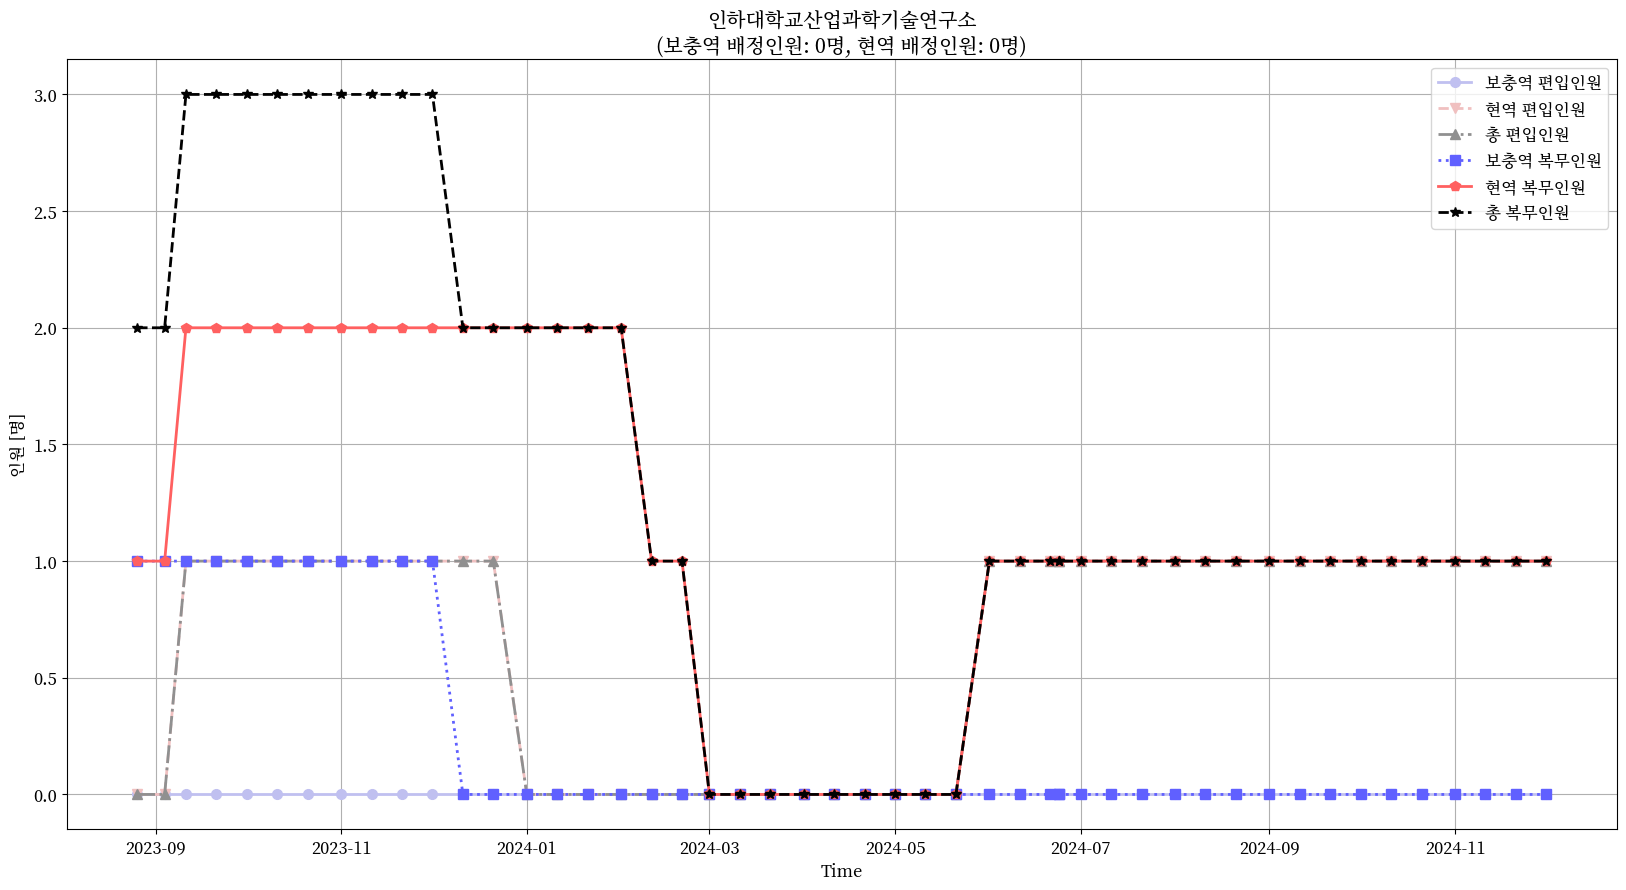 인하대학교산업과학기술연구소
(보충역 배정인원: 0명, 현역 배정인원: 0명)
보충역 편입인원
현역 편입인원
총 편입인원
보충역 복무인원
현역 복무인원
총 복무인원
인원 [명]
3.0
2.5
2.0
1.5
1.0
0.5
0.0
2023-09
2023-11
2024-01
2024-03
2024-05
2024-07
2024-09
2024-11
Time